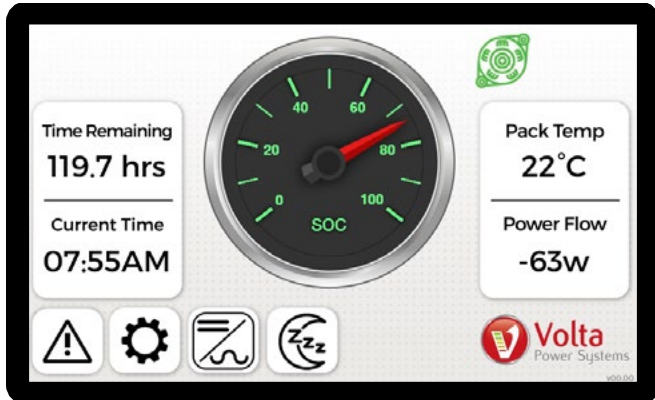 Time Remaining
119.7 hrs
Current Time
07:55AM
0
20
40
60
80
100
SOC
Pack Temp
22°C
Power Flow
-63w
Z Z Z
Volta
Power Systems